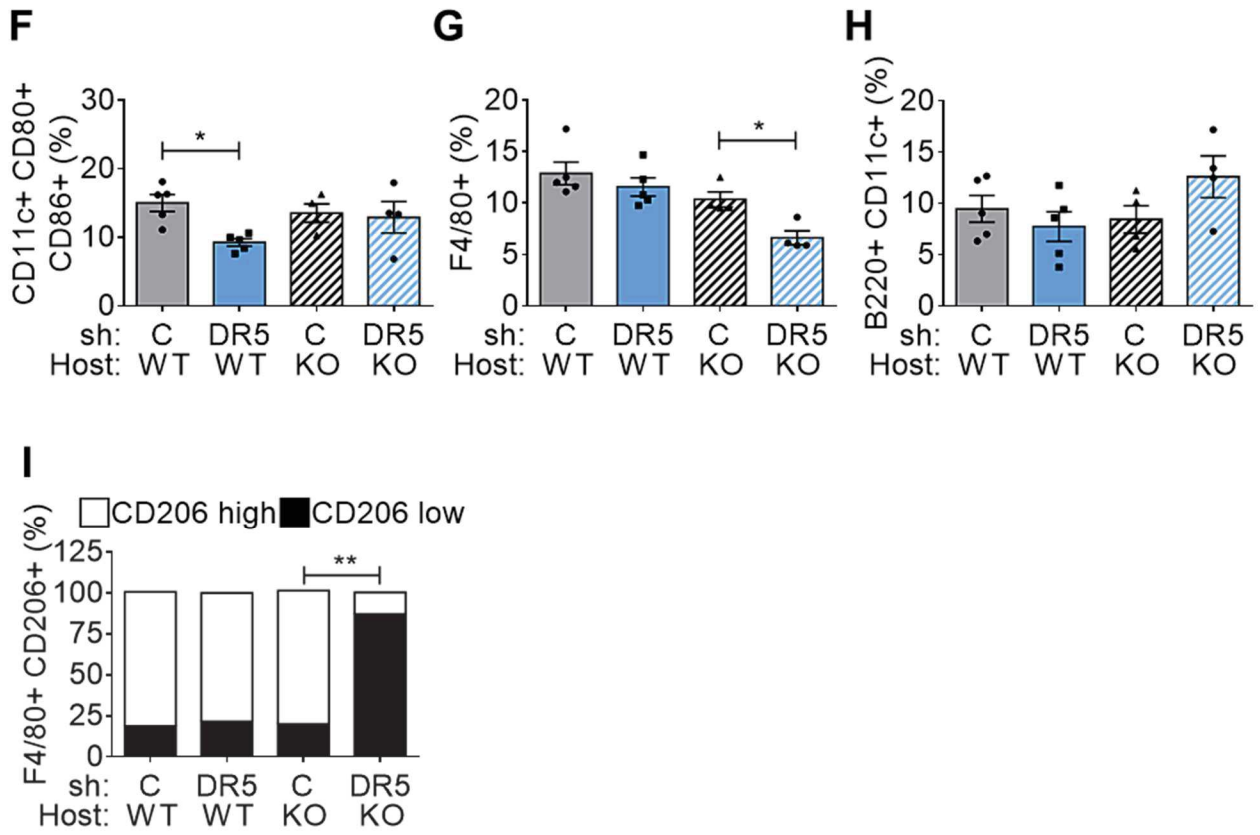 F
CD11c+ CD80+
CD86+ (%)
30
20
10
0
*
sh: C DR5 C DR5
Host: WT WT KO KO
G
F4/80+ (%)
20
15
10
5
0
*
sh: C DR5 C DR5
Host: WT WT KO KO
H
B220+ CD11c+ (%)
20
15
10
5
0
sh: C DR5 C DR5
Host: WT WT KO KO
I
CD206 high CD206 low
F4/80+ CD206+ (%)
125
100
75
50
25
0
**
sh: C DR5 C DR5
Host: WT WT KO KO